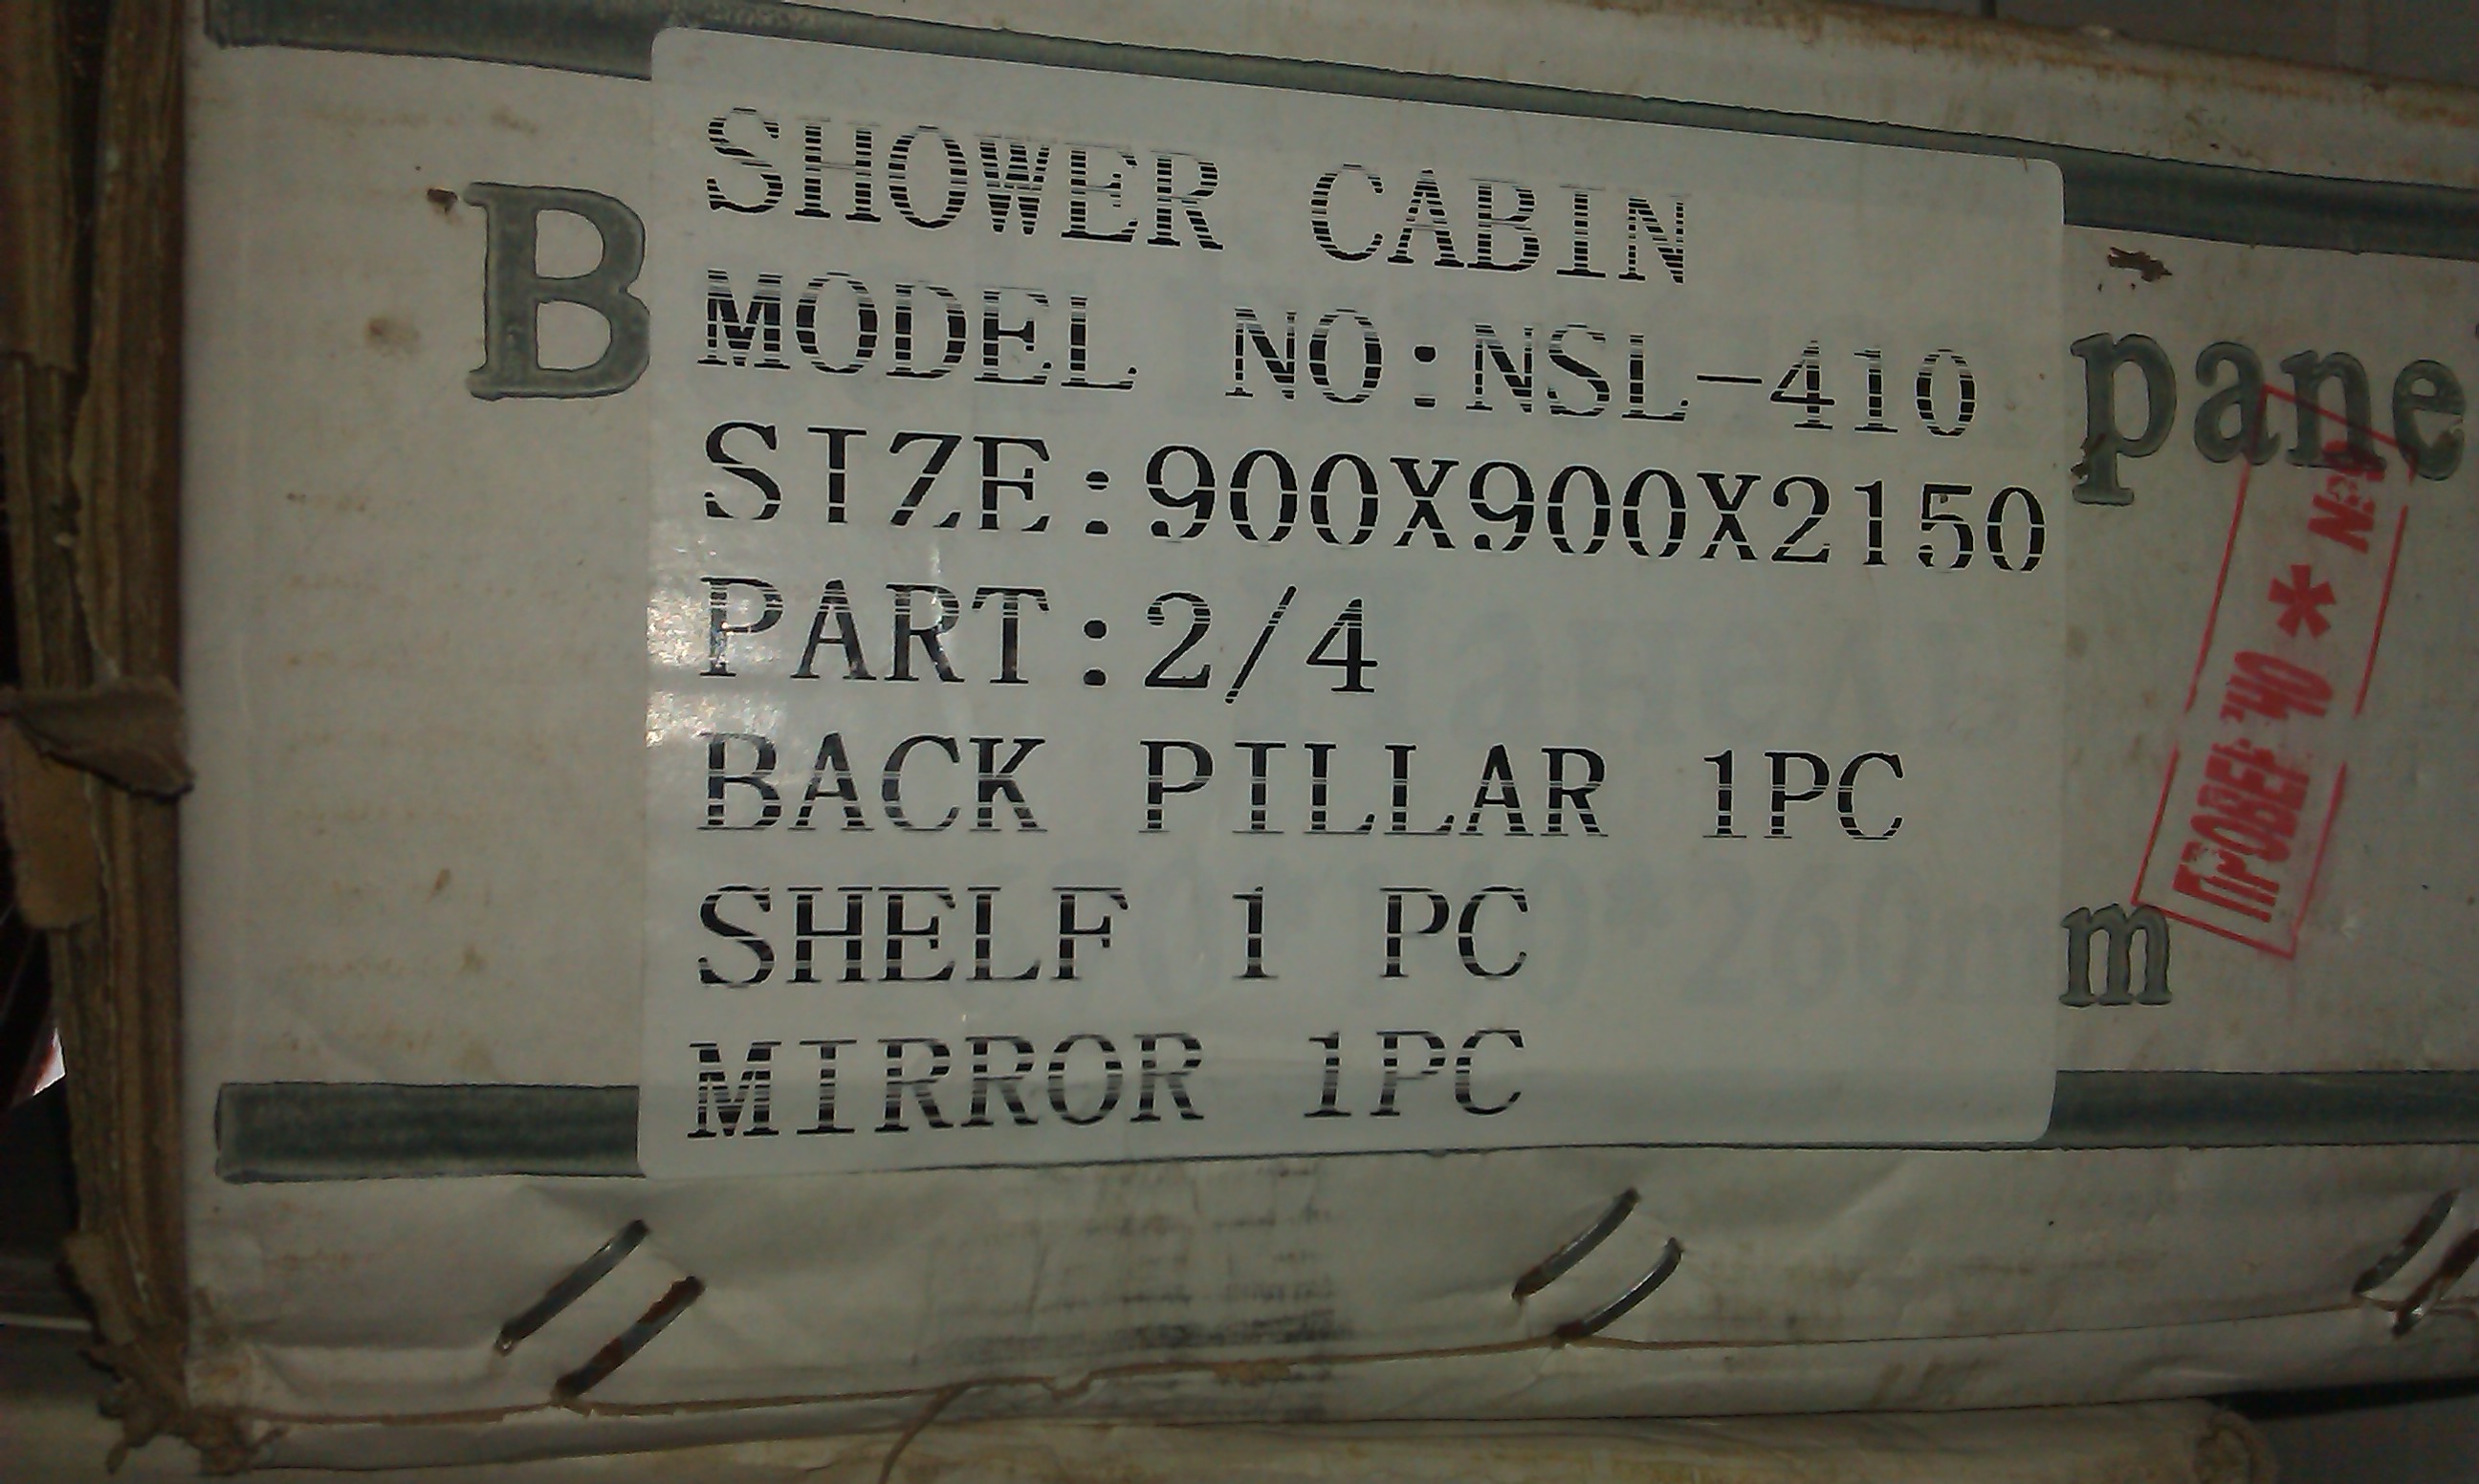 SHOWER CABIN
MODEL NO:NSL-410
SIZE:900X900X2150
PART:2/4
BACK PILLAR 1PC
SHELF 1 PC
MIRROR 1PC
B
pane
m